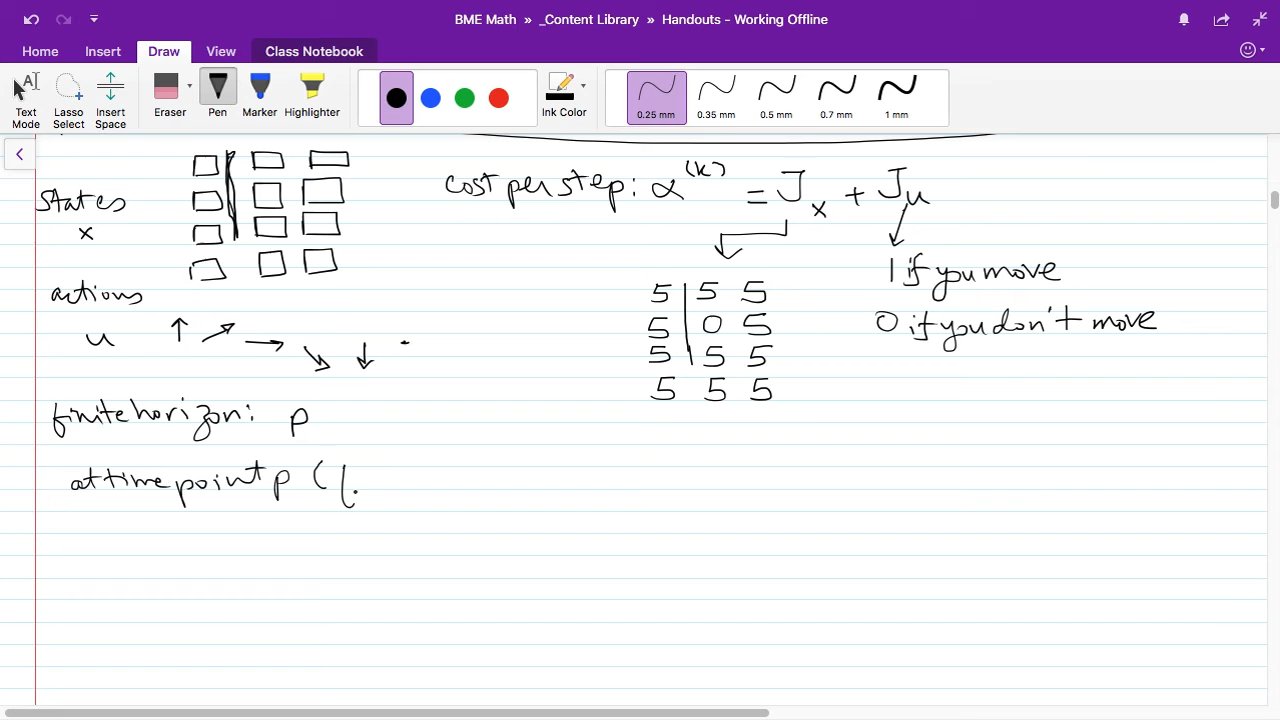 BME Math » _Content Library » Handouts - Working Offline
Home Insert Draw View Class Notebook
Text Mode
Lasso Select
Insert Space
Eraser
Pen
Marker
Highlighter
Ink Color
0.25 mm
0.35 mm
0.5 mm
0.7 mm
1 mm
cost per step: α^(k) = J_x + J_u
states
x
1 if you move
0 if you don't move
5 | 5 5
5 | 0 5
5 | 5 5
5 5 5
actions
u ↑ ↗ → ↘ ↓ ·
finite horizon: p
at time point p (